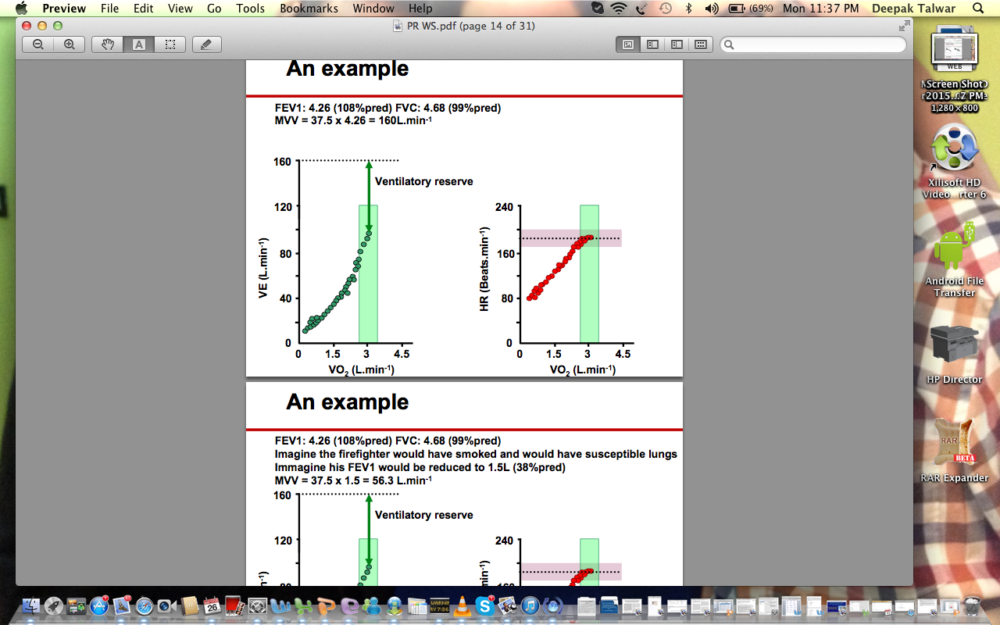 Preview File Edit View Go Tools Bookmarks Window Help (69%) Mon 11:37 PM Deepak Talwar
PR WS.pdf (page 14 of 31)
An example
FEV1: 4.26 (108%pred) FVC: 4.68 (99%pred)
MVV = 37.5 x 4.26 = 160L.min-1
160
Ventilatory reserve
120
80
40
0
VE (L.min-1)
0 1.5 3 4.5
VO2 (L.min-1)
240
160
80
0
HR (Beats.min-1)
0 1.5 3 4.5
VO2 (L.min-1)
An example
FEV1: 4.26 (108%pred) FVC: 4.68 (99%pred)
Imagine the firefighter would have smoked and would have susceptible lungs
Immagine his FEV1 would be reduced to 1.5L (38%pred)
MVV = 37.5 x 1.5 = 56.3 L.min-1
160
Ventilatory reserve
120
80
240
160
WEB
Screen Shot
2015...7 PM
1,280×800
Xilisoft HD
Video...rter 6
Android File
Transfer
HP Director
RAR
BETA
RAR Expander
26